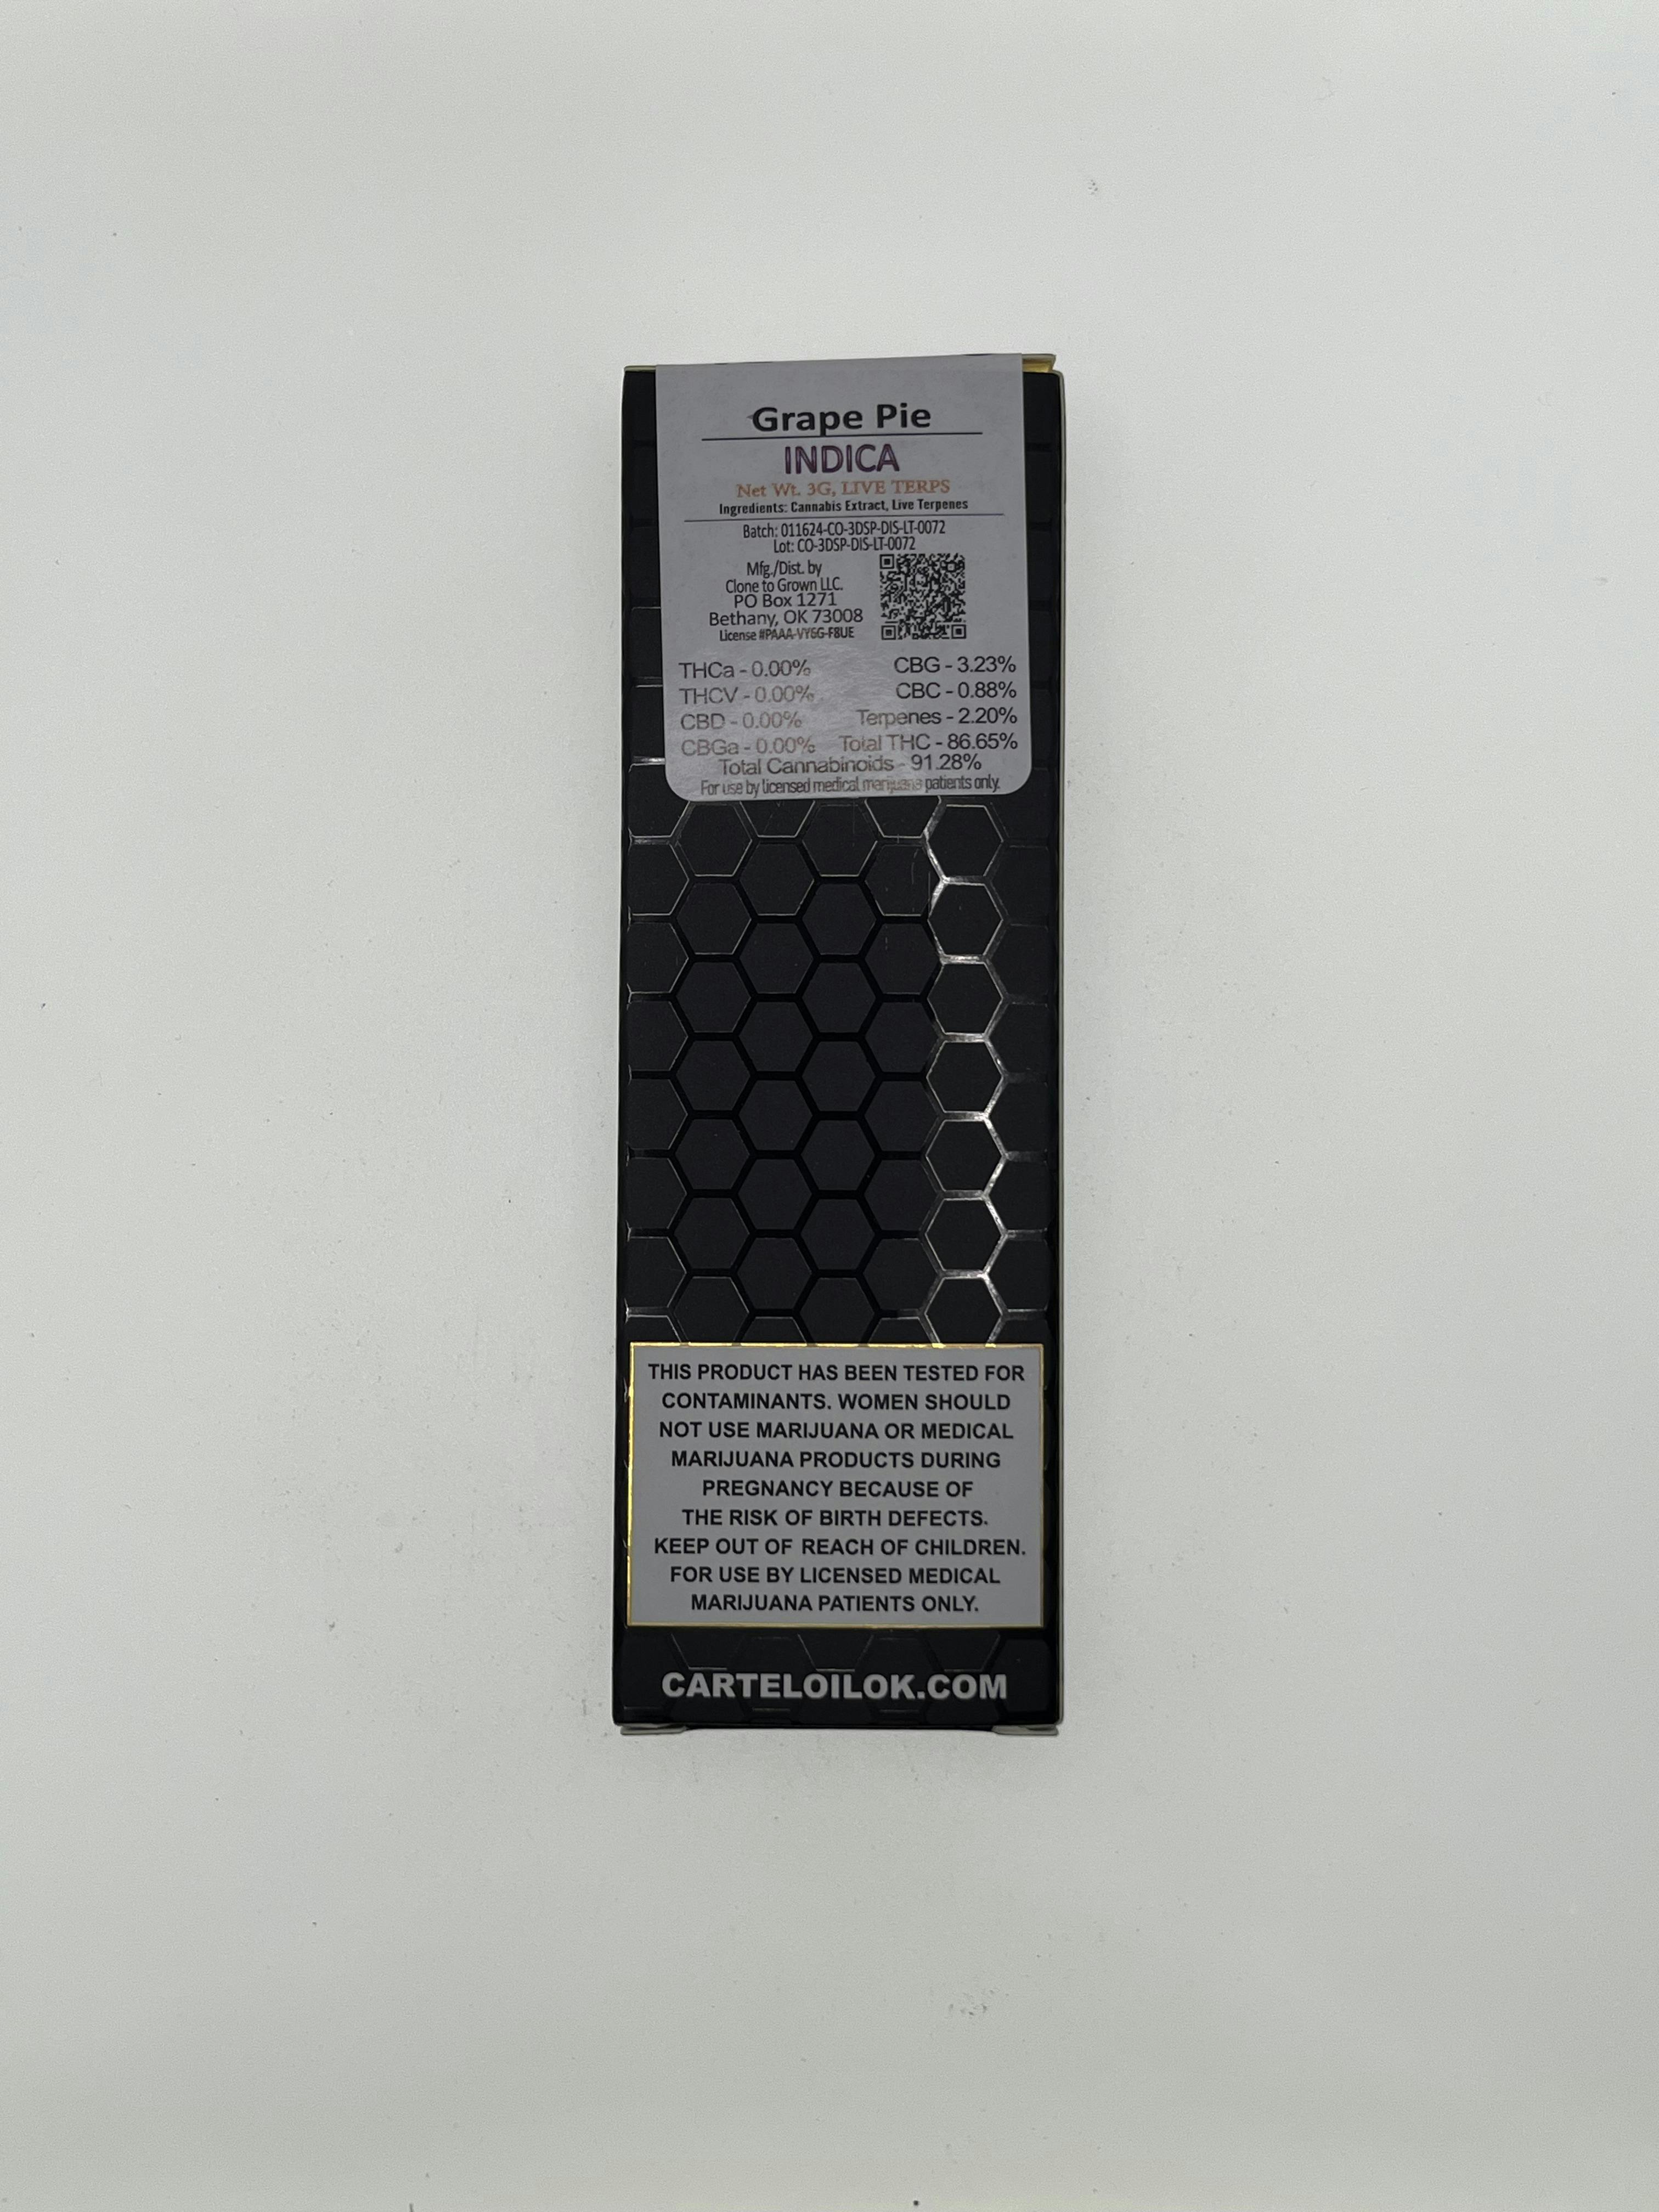 Grape Pie
INDICA
Net Wt. 3G, LIVE TERPS
Ingredients: Cannabis Extract, Live Terpenes
Batch: 011624-CO-3DSP-DIS-LT-0072
Lot: CO-3DSP-DIS-LT-0072
Mfg./Dist. by
Clone to Grown LLC.
PO Box 1271
Bethany, OK 73008
License #PAAA-VY6G-F8UE
THCa - 0.00% CBG - 3.23%
THCV - 0.00% CBC - 0.88%
CBD - 0.00% Terpenes - 2.20%
CBGa - 0.00% Total THC - 86.65%
Total Cannabinoids - 91.28%
For use by licensed medical marijuana patients only.
THIS PRODUCT HAS BEEN TESTED FOR
CONTAMINANTS. WOMEN SHOULD
NOT USE MARIJUANA OR MEDICAL
MARIJUANA PRODUCTS DURING
PREGNANCY BECAUSE OF
THE RISK OF BIRTH DEFECTS.
KEEP OUT OF REACH OF CHILDREN.
FOR USE BY LICENSED MEDICAL
MARIJUANA PATIENTS ONLY.
CARTELOILOK.COM